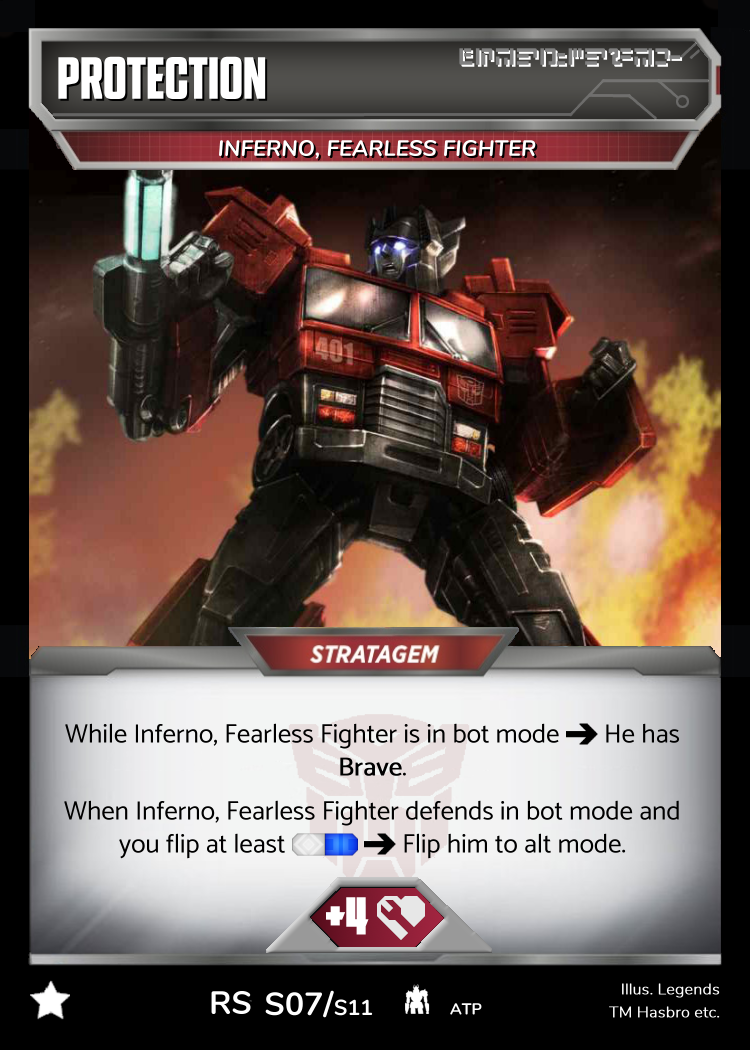 PROTECTION
INFERNO, FEARLESS FIGHTER
401
STRATAGEM
While Inferno, Fearless Fighter is in bot mode ➔ He has
Brave.
When Inferno, Fearless Fighter defends in bot mode and
you flip at least ➔ Flip him to alt mode.
+4
RS S07/S11 ATP
Illus. Legends
TM Hasbro etc.